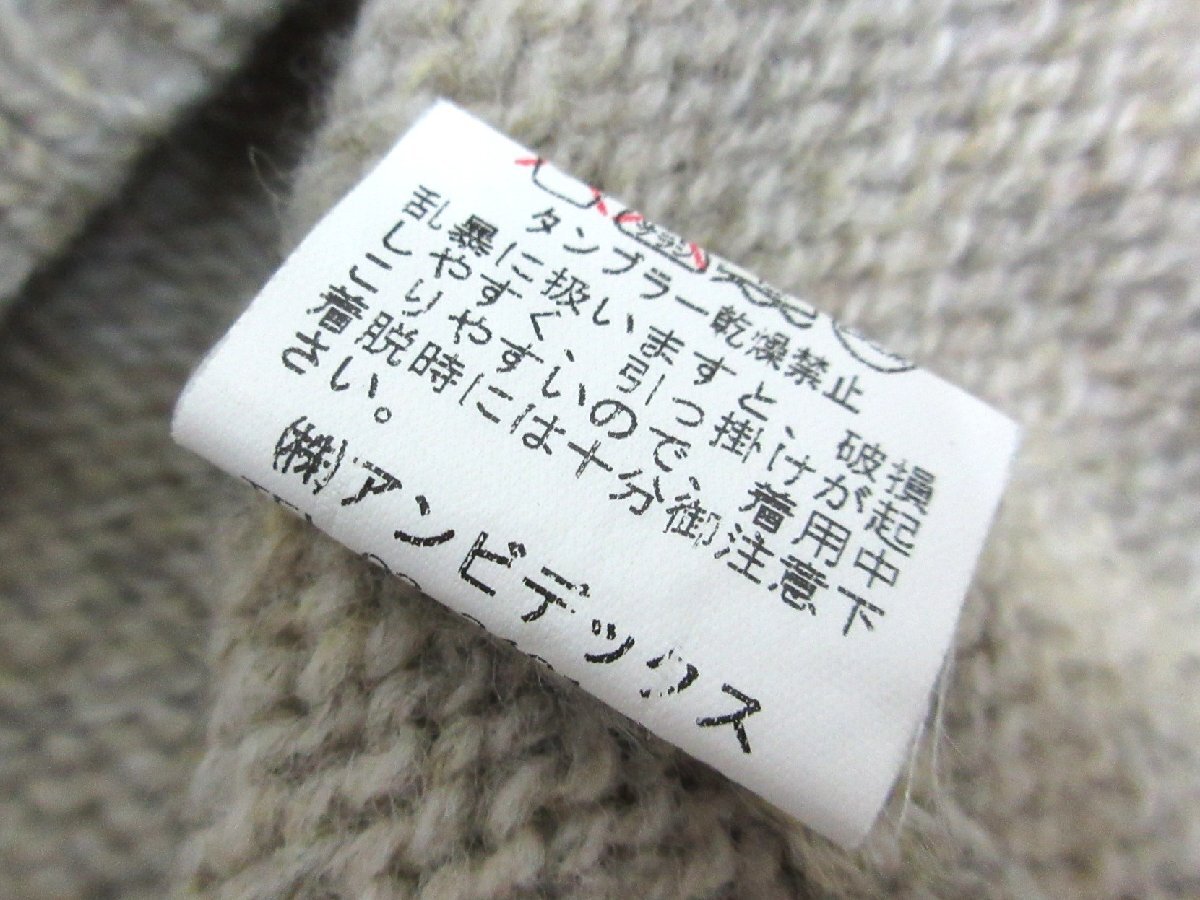 タンブラー乾燥禁止
乱暴に扱いますと、破損
しやすく、引っ掛けが起
こりやすいので、着用中
着脱時には十分御注意下
さい。
㈱アンビデックス